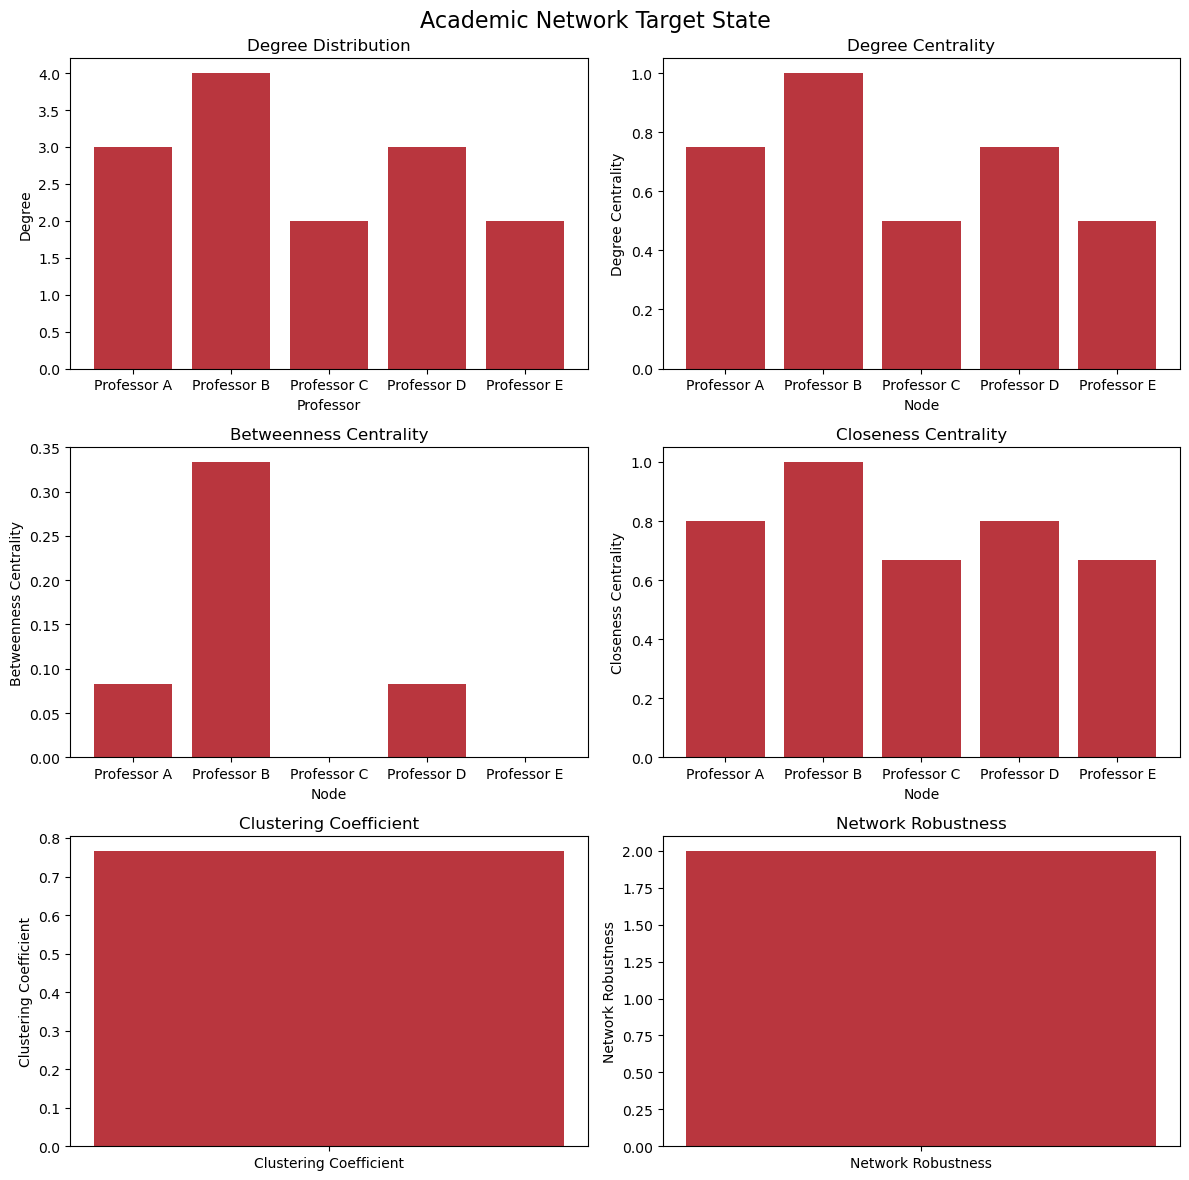 Academic Network Target State
Degree Distribution
Degree
4.0
3.5
3.0
2.5
2.0
1.5
1.0
0.5
0.0
Professor A Professor B Professor C Professor D Professor E
Professor
Degree Centrality
Degree Centrality
1.0
0.8
0.6
0.4
0.2
0.0
Professor A Professor B Professor C Professor D Professor E
Node
Betweenness Centrality
Betweenness Centrality
0.35
0.30
0.25
0.20
0.15
0.10
0.05
0.00
Professor A Professor B Professor C Professor D Professor E
Node
Closeness Centrality
Closeness Centrality
1.0
0.8
0.6
0.4
0.2
0.0
Professor A Professor B Professor C Professor D Professor E
Node
Clustering Coefficient
Clustering Coefficient
0.8
0.7
0.6
0.5
0.4
0.3
0.2
0.1
0.0
Clustering Coefficient
Network Robustness
Network Robustness
2.00
1.75
1.50
1.25
1.00
0.75
0.50
0.25
0.00
Network Robustness